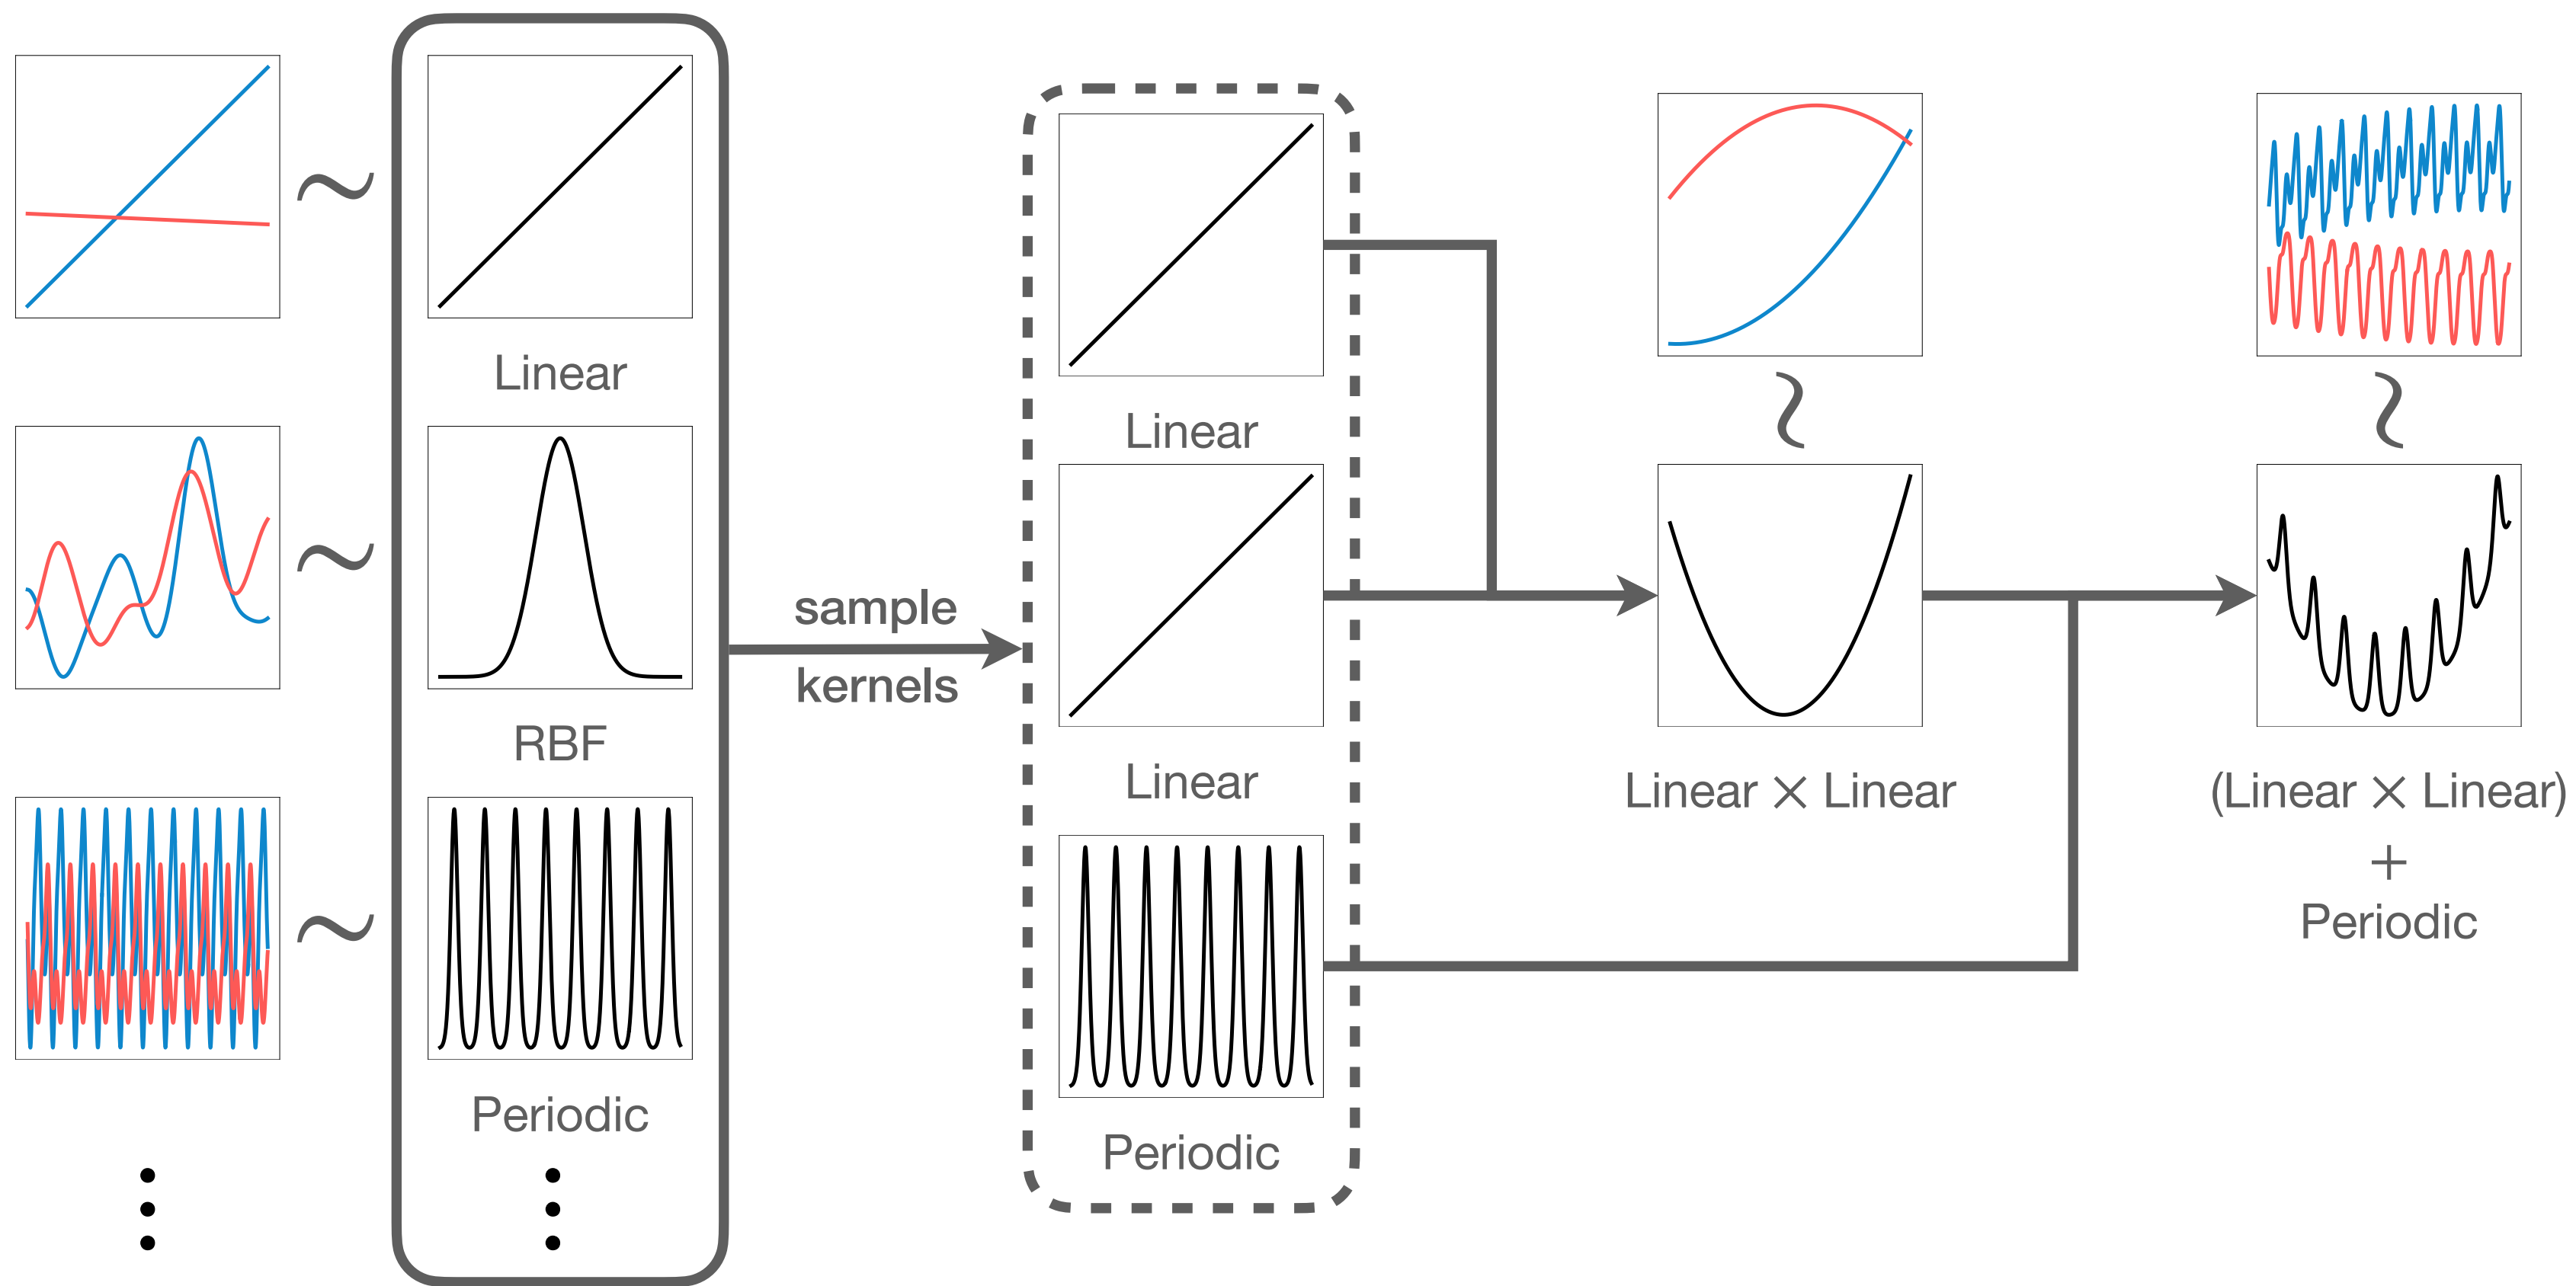 Linear
RBF
Periodic
sample
kernels
Linear
Linear
Periodic
Linear × Linear
(Linear × Linear)
+
Periodic